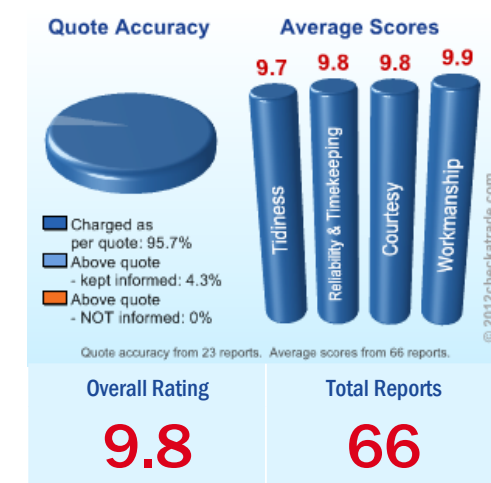 Quote Accuracy
Average Scores
9.7
9.8
9.8
9.9
Tidiness
Reliability & Timekeeping
Courtesy
Workmanship
Charged as
per quote: 95.7%
Above quote
- kept informed: 4.3%
Above quote
- NOT informed: 0%
© 2012checkatrade.com
Quote accuracy from 23 reports. Average scores from 66 reports.
Overall Rating
Total Reports
9.8
66